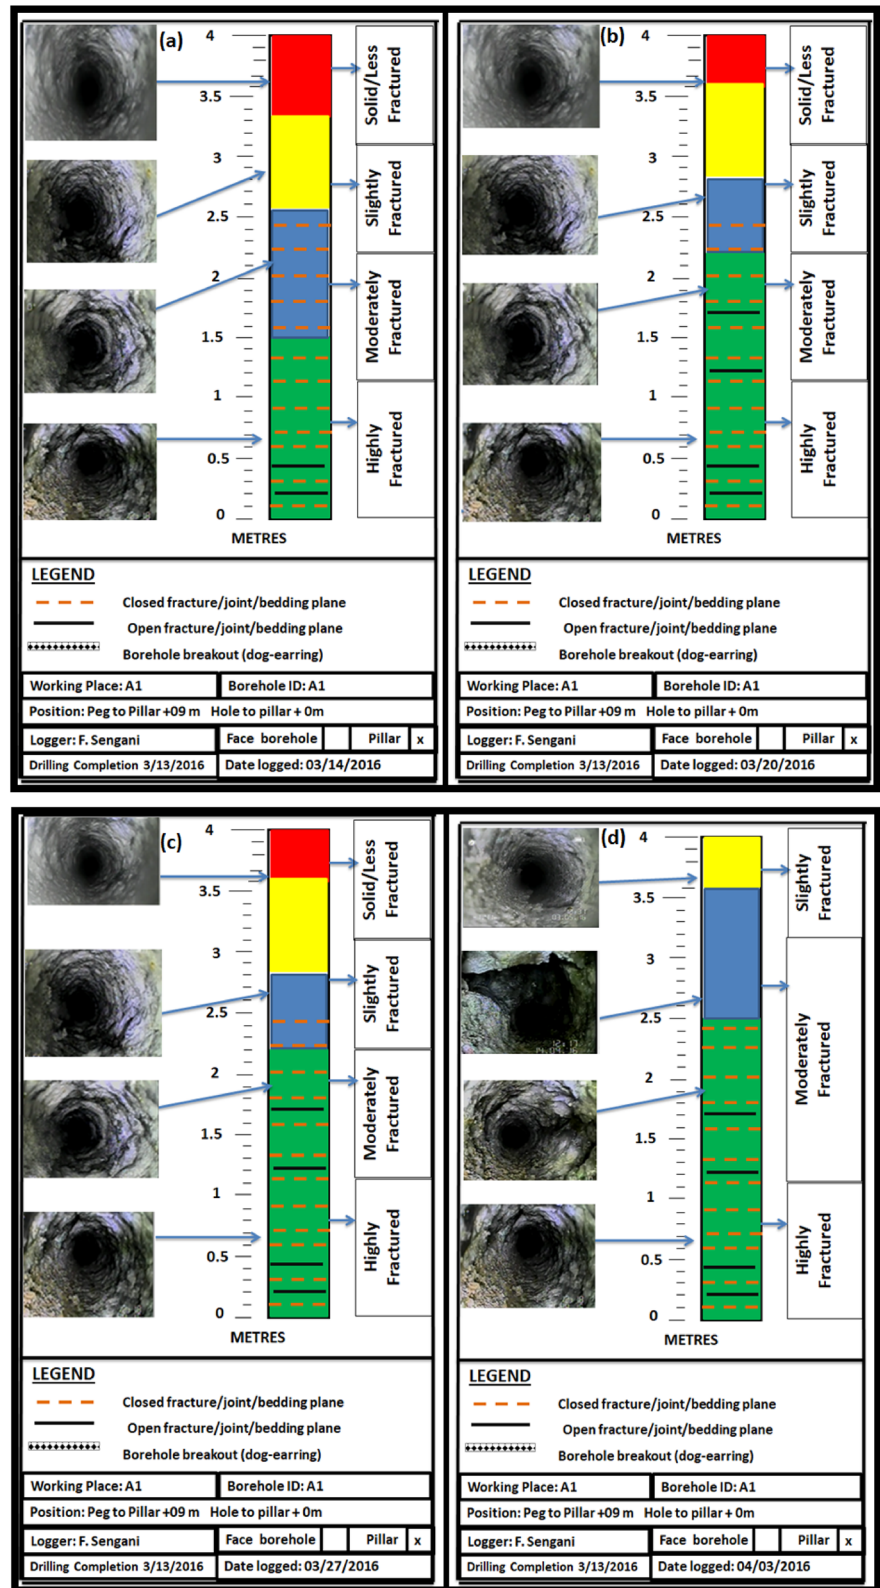 (a)
4
3.5
3
2.5
2
1.5
1
0.5
0
METRES
Solid/Less
Fractured
Slightly
Fractured
Moderately
Fractured
Highly
Fractured
LEGEND
Closed fracture/joint/bedding plane
Open fracture/joint/bedding plane
Borehole breakout (dog-earring)
Working Place: A1
Borehole ID: A1
Position: Peg to Pillar +09 m Hole to pillar + 0m
Logger: F. Sengani
Face borehole
Pillar
x
Drilling Completion 3/13/2016
Date logged: 03/14/2016
(b)
4
3.5
3
2.5
2
1.5
1
0.5
0
METRES
Solid/Less
Fractured
Slightly
Fractured
Moderately
Fractured
Highly
Fractured
LEGEND
Closed fracture/joint/bedding plane
Open fracture/joint/bedding plane
Borehole breakout (dog-earring)
Working Place: A1
Borehole ID: A1
Position: Peg to Pillar +09 m Hole to pillar + 0m
Logger: F. Sengani
Face borehole
Pillar
x
Drilling Completion 3/13/2016
Date logged: 03/20/2016
(c)
4
3.5
3
2.5
2
1.5
1
0.5
0
METRES
Solid/Less
Fractured
Slightly
Fractured
Moderately
Fractured
Highly
Fractured
LEGEND
Closed fracture/joint/bedding plane
Open fracture/joint/bedding plane
Borehole breakout (dog-earring)
Working Place: A1
Borehole ID: A1
Position: Peg to Pillar +09 m Hole to pillar + 0m
Logger: F. Sengani
Face borehole
Pillar
x
Drilling Completion 3/13/2016
Date logged: 03/27/2016
(d)
4
3.5
3
2.5
2
1.5
1
0.5
0
METRES
Slightly
Fractured
Moderately
Fractured
Highly
Fractured
LEGEND
Closed fracture/joint/bedding plane
Open fracture/joint/bedding plane
Borehole breakout (dog-earring)
Working Place: A1
Borehole ID: A1
Position: Peg to Pillar +09 m Hole to pillar + 0m
Logger: F. Sengani
Face borehole
Pillar
x
Drilling Completion 3/13/2016
Date logged: 04/03/2016